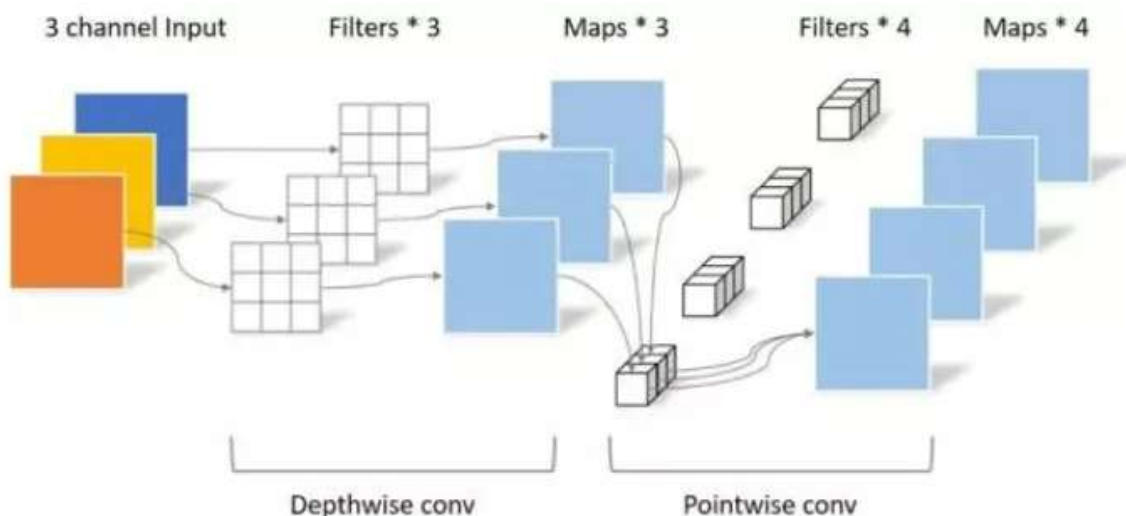 3 channel Input
Filters * 3
Maps * 3
Filters * 4
Maps * 4
Depthwise conv
Pointwise conv